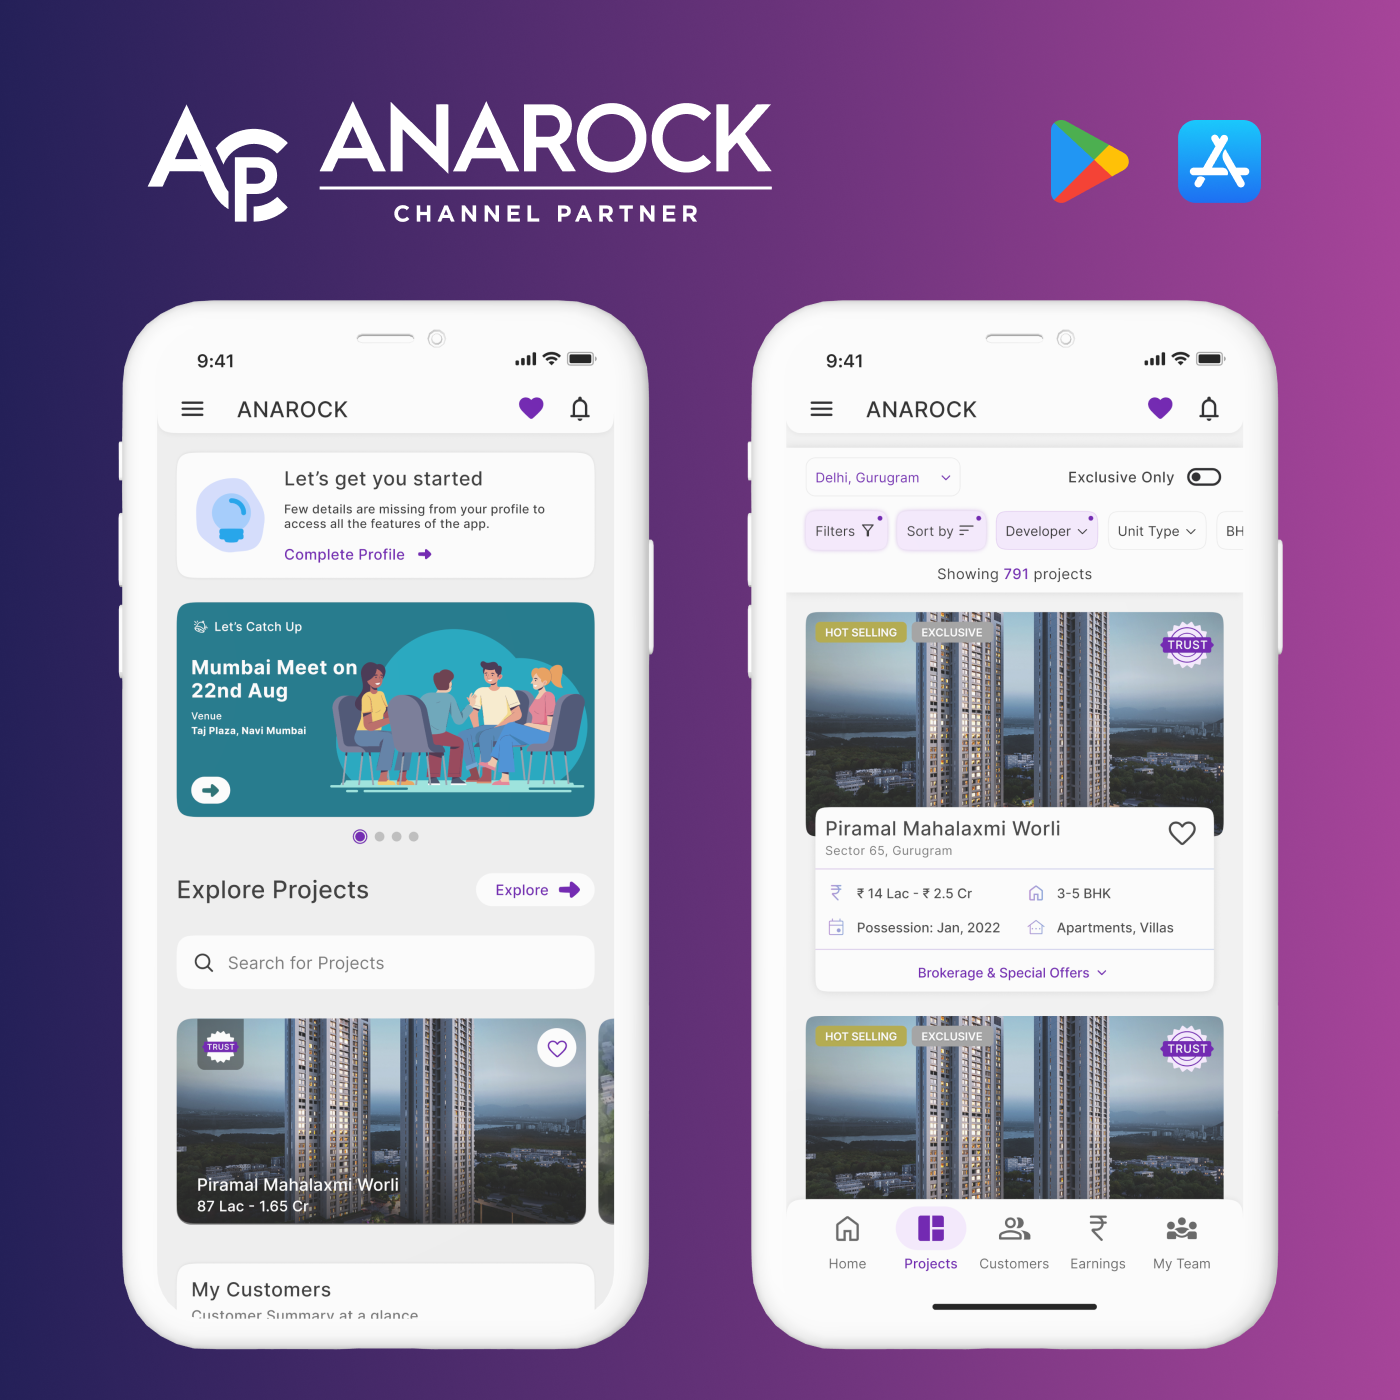 ACP
ANAROCK
CHANNEL PARTNER
9:41
ANAROCK
Let's get you started
Few details are missing from your profile to
access all the features of the app.
Complete Profile
Let's Catch Up
Mumbai Meet on
22nd Aug
Venue
Taj Plaza, Navi Mumbai
Explore Projects
Explore
Search for Projects
TRUST
Piramal Mahalaxmi Worli
87 Lac - 1.65 Cr
My Customers
Customer Summary at a glance
9:41
ANAROCK
Delhi, Gurugram
Exclusive Only
Filters
Sort by
Developer
Unit Type
BH
Showing 791 projects
HOT SELLING
EXCLUSIVE
TRUST
Piramal Mahalaxmi Worli
Sector 65, Gurugram
₹ 14 Lac - ₹ 2.5 Cr
3-5 BHK
Possession: Jan, 2022
Apartments, Villas
Brokerage & Special Offers
HOT SELLING
EXCLUSIVE
TRUST
Home
Projects
Customers
Earnings
My Team